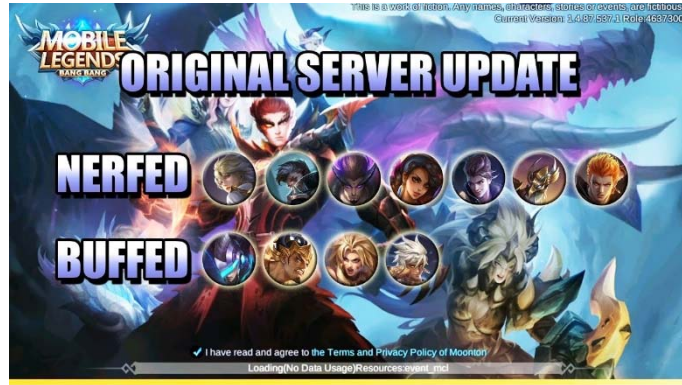 This is a work of fiction. Any names, characters, stories or events, are fictitious
Current Version: 1.4.87.537.1 Role:4637300
MOBILE
LEGENDS
BANG BANG
ORIGINAL SERVER UPDATE
NERFED
BUFFED
✓ I have read and agree to the Terms and Privacy Policy of Moonton
Loading(No Data Usage)Resources:event_mcl